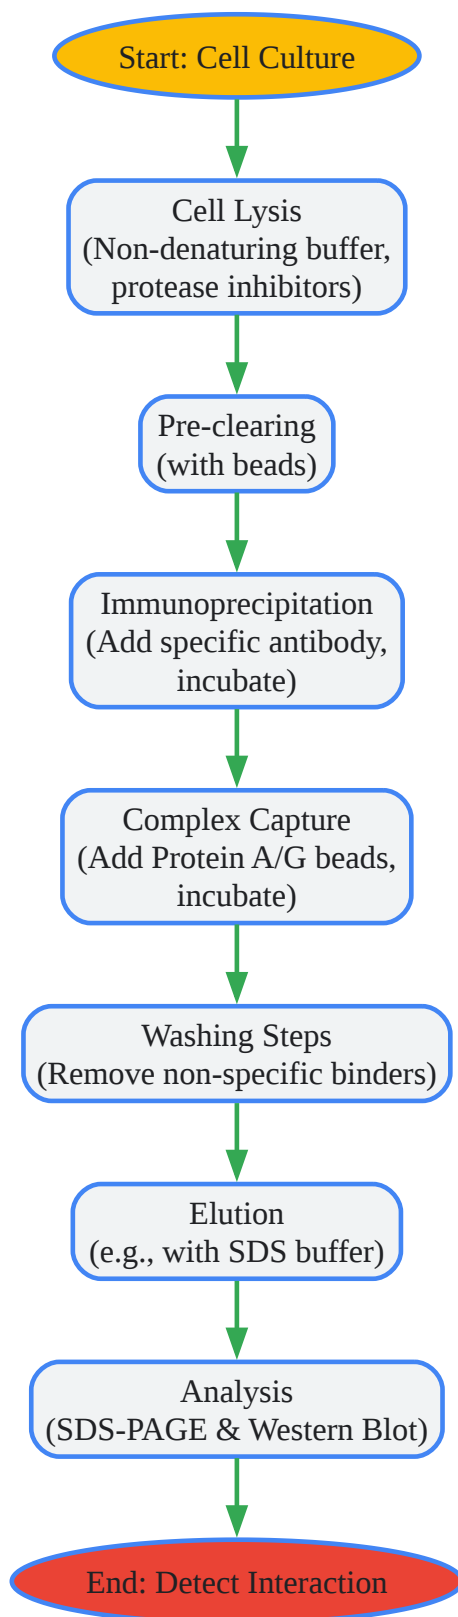 Start: Cell Culture
Cell Lysis
(Non-denaturing buffer,
protease inhibitors)
Pre-clearing
(with beads)
Immunoprecipitation
(Add specific antibody,
incubate)
Complex Capture
(Add Protein A/G beads,
incubate)
Washing Steps
(Remove non-specific binders)
Elution
(e.g., with SDS buffer)
Analysis
(SDS-PAGE & Western Blot)
End: Detect Interaction